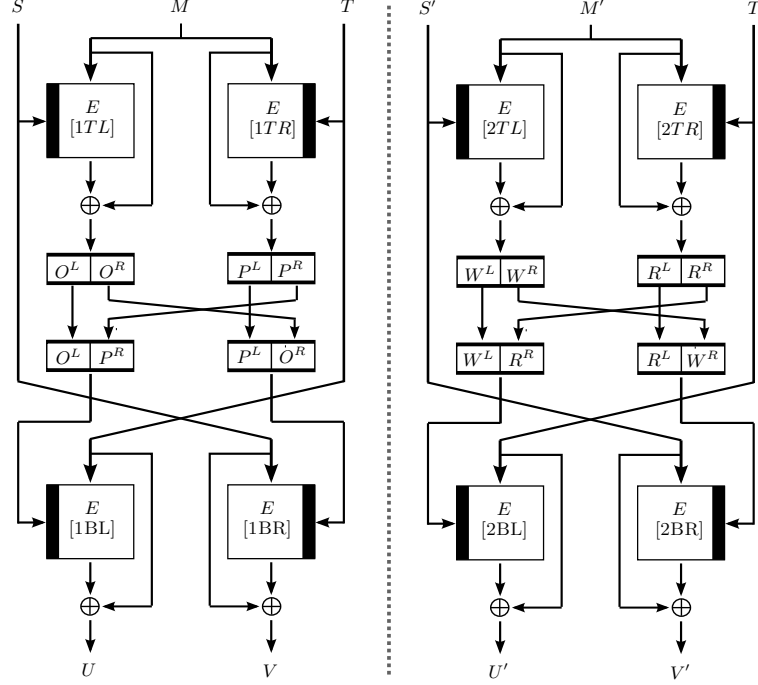 S M T S′ M′ T
E E E E
[1TL] [1TR] [2TL] [2TR]
O^L O^R P^L P^R W^L W^R R^L R^R
O^L P^R P^L O^R W^L R^R R^L W^R
E E E E
[1BL] [1BR] [2BL] [2BR]
U V U′ V′